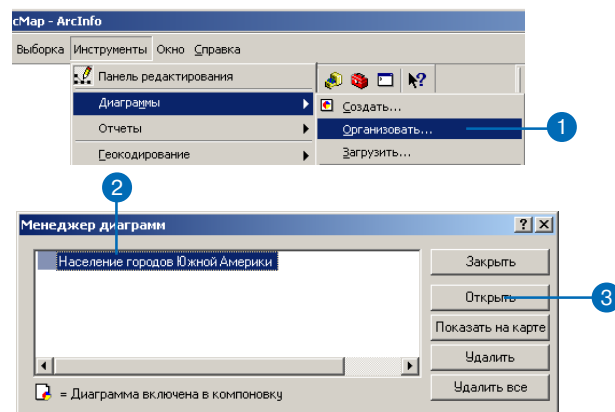 cMap - ArcInfo
Выборка Инструменты Окно Справка
Панель редактирования
Диаграммы
Создать...
Отчеты
Организовать...
1
Геокодирование
Загрузить...
2
Менеджер диаграмм
Население городов Южной Америки
Закрыть
Открыть
3
Показать на карте
Удалить
= Диаграмма включена в компоновку
Удалить все